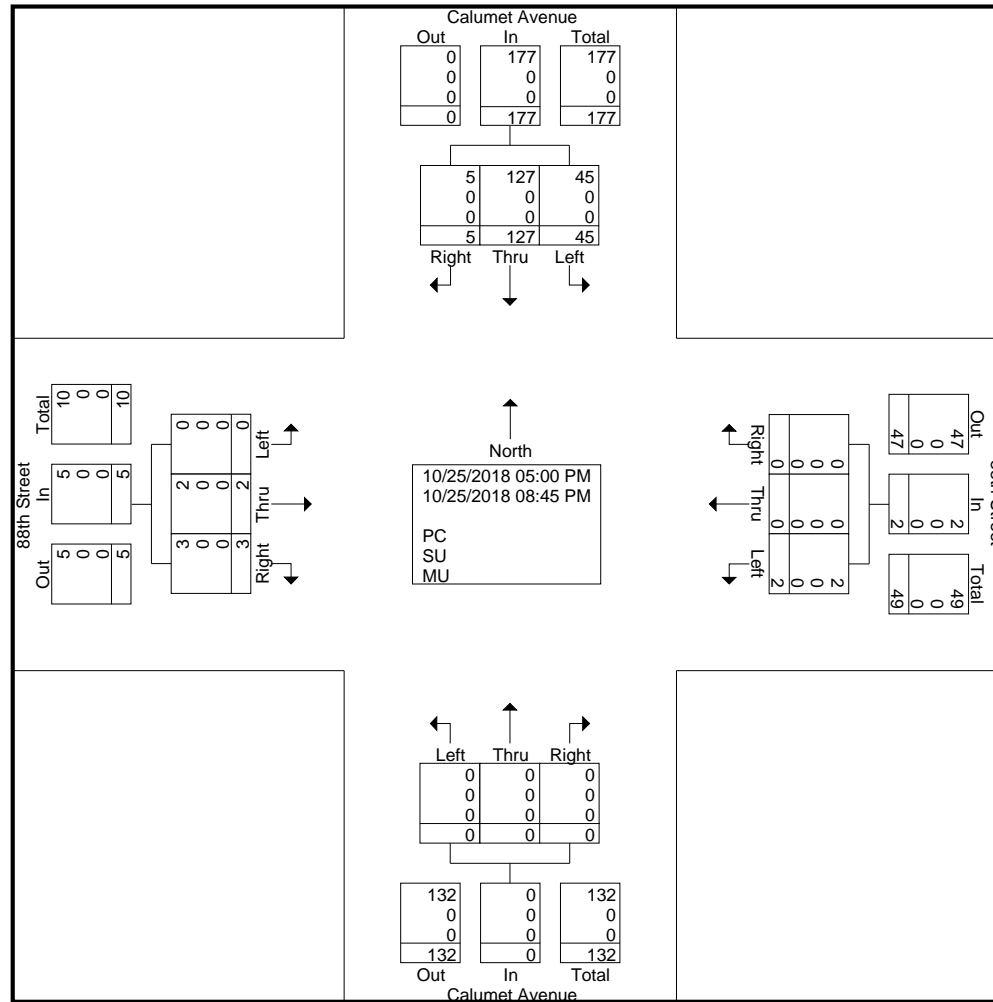 Calumet Avenue
Out In Total
0 177 177
0 0 0
0 0 0
0 177 177
5 127 45
0 0 0
0 0 0
5 127 45
Right Thru Left
88th Street
Total
10 0 0 10
In
5 0 0 5
Out
5 0 0 5
Left
0 0 0 0
Thru
2 0 0 2
Right
3 0 0 3
North
10/25/2018 05:00 PM
10/25/2018 08:45 PM
PC
SU
MU
Right
0 0 0 0
Thru
0 0 0 0
Left
2 0 0 2
Out
47 0 0 47
In
2 0 0 2
Total
49 0 0 49
Left Thru Right
0 0 0
0 0 0
0 0 0
0 0 0
132 0 132
0 0 0
0 0 0
132 0 132
Out In Total
Calumet Avenue